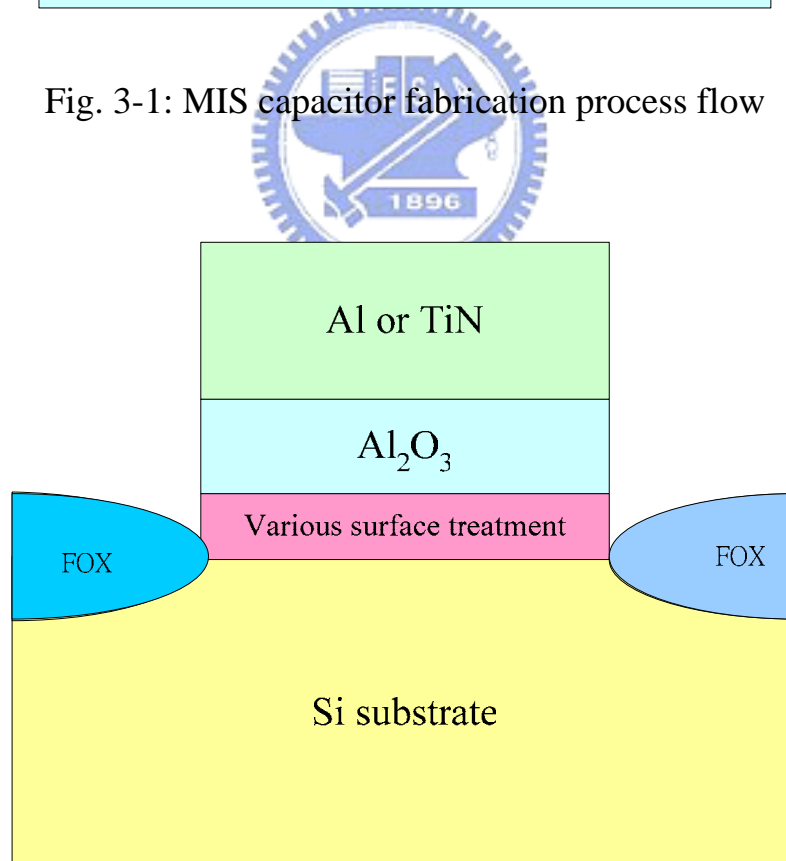 Fig. 3-1: MIS capacitor fabrication process flow
E S
1896
Al or TiN
Al₂O₃
Various surface treatment
FOX
FOX
Si substrate